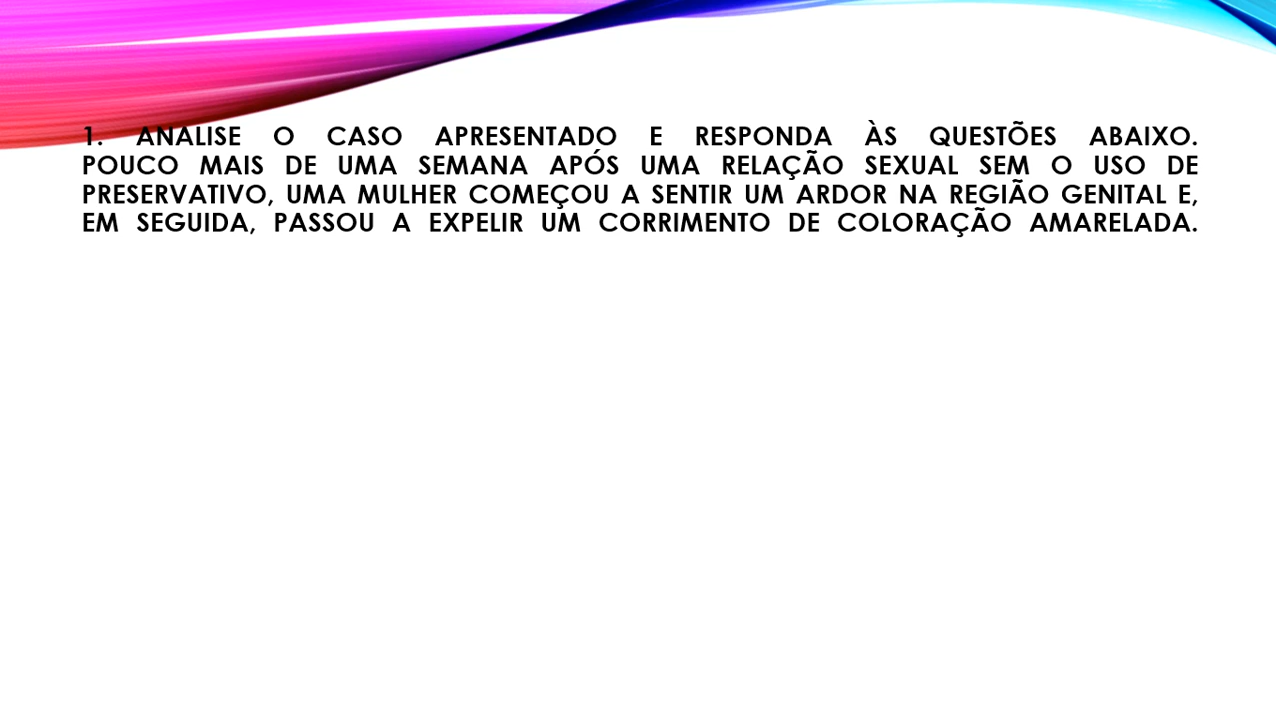 1. ANALISE O CASO APRESENTADO E RESPONDA ÀS QUESTÕES ABAIXO.
POUCO MAIS DE UMA SEMANA APÓS UMA RELAÇÃO SEXUAL SEM O USO DE
PRESERVATIVO, UMA MULHER COMEÇOU A SENTIR UM ARDOR NA REGIÃO GENITAL E,
EM SEGUIDA, PASSOU A EXPELIR UM CORRIMENTO DE COLORAÇÃO AMARELADA.